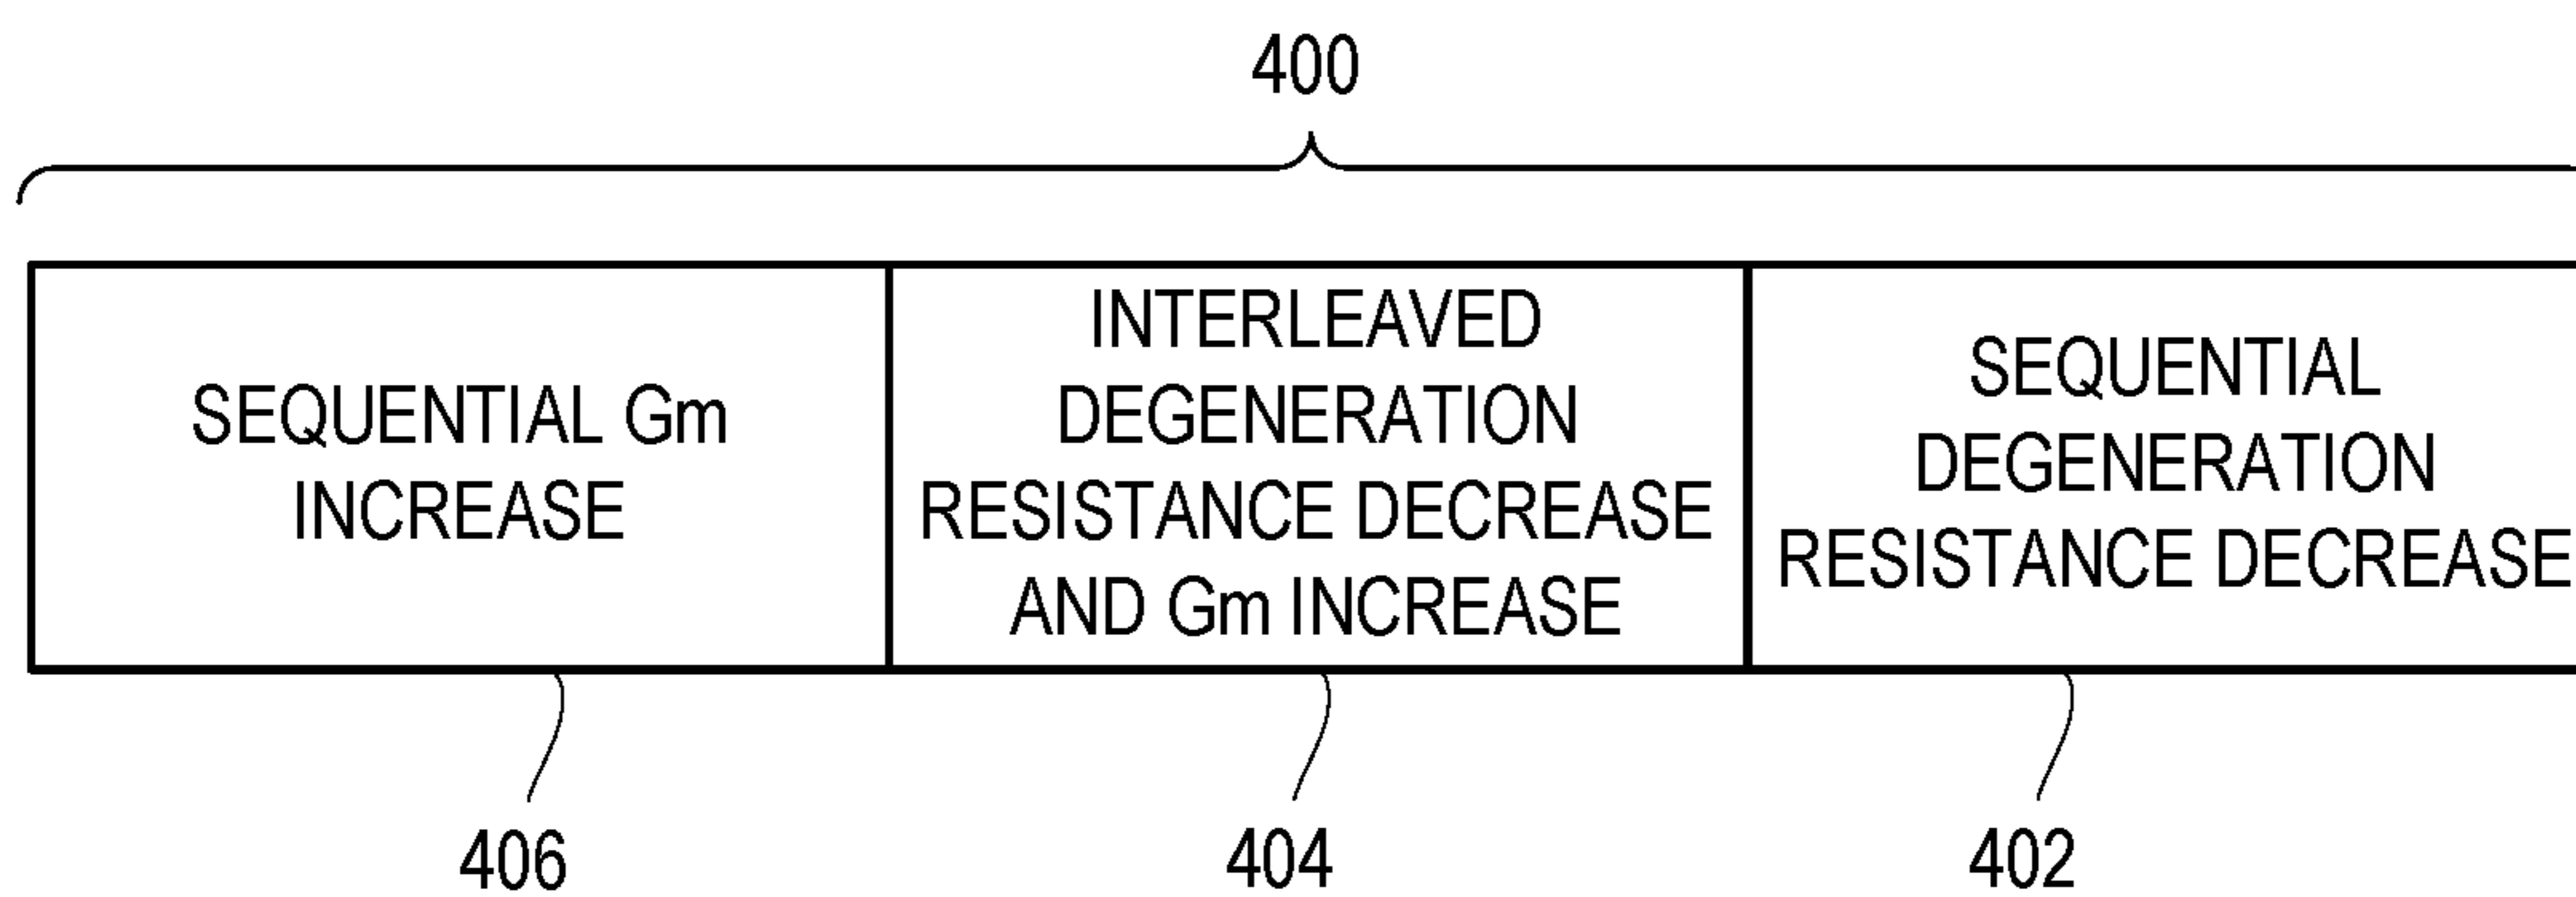 400
SEQUENTIAL Gm
INCREASE
INTERLEAVED
DEGENERATION
RESISTANCE DECREASE
AND Gm INCREASE
SEQUENTIAL
DEGENERATION
RESISTANCE DECREASE
406
404
402